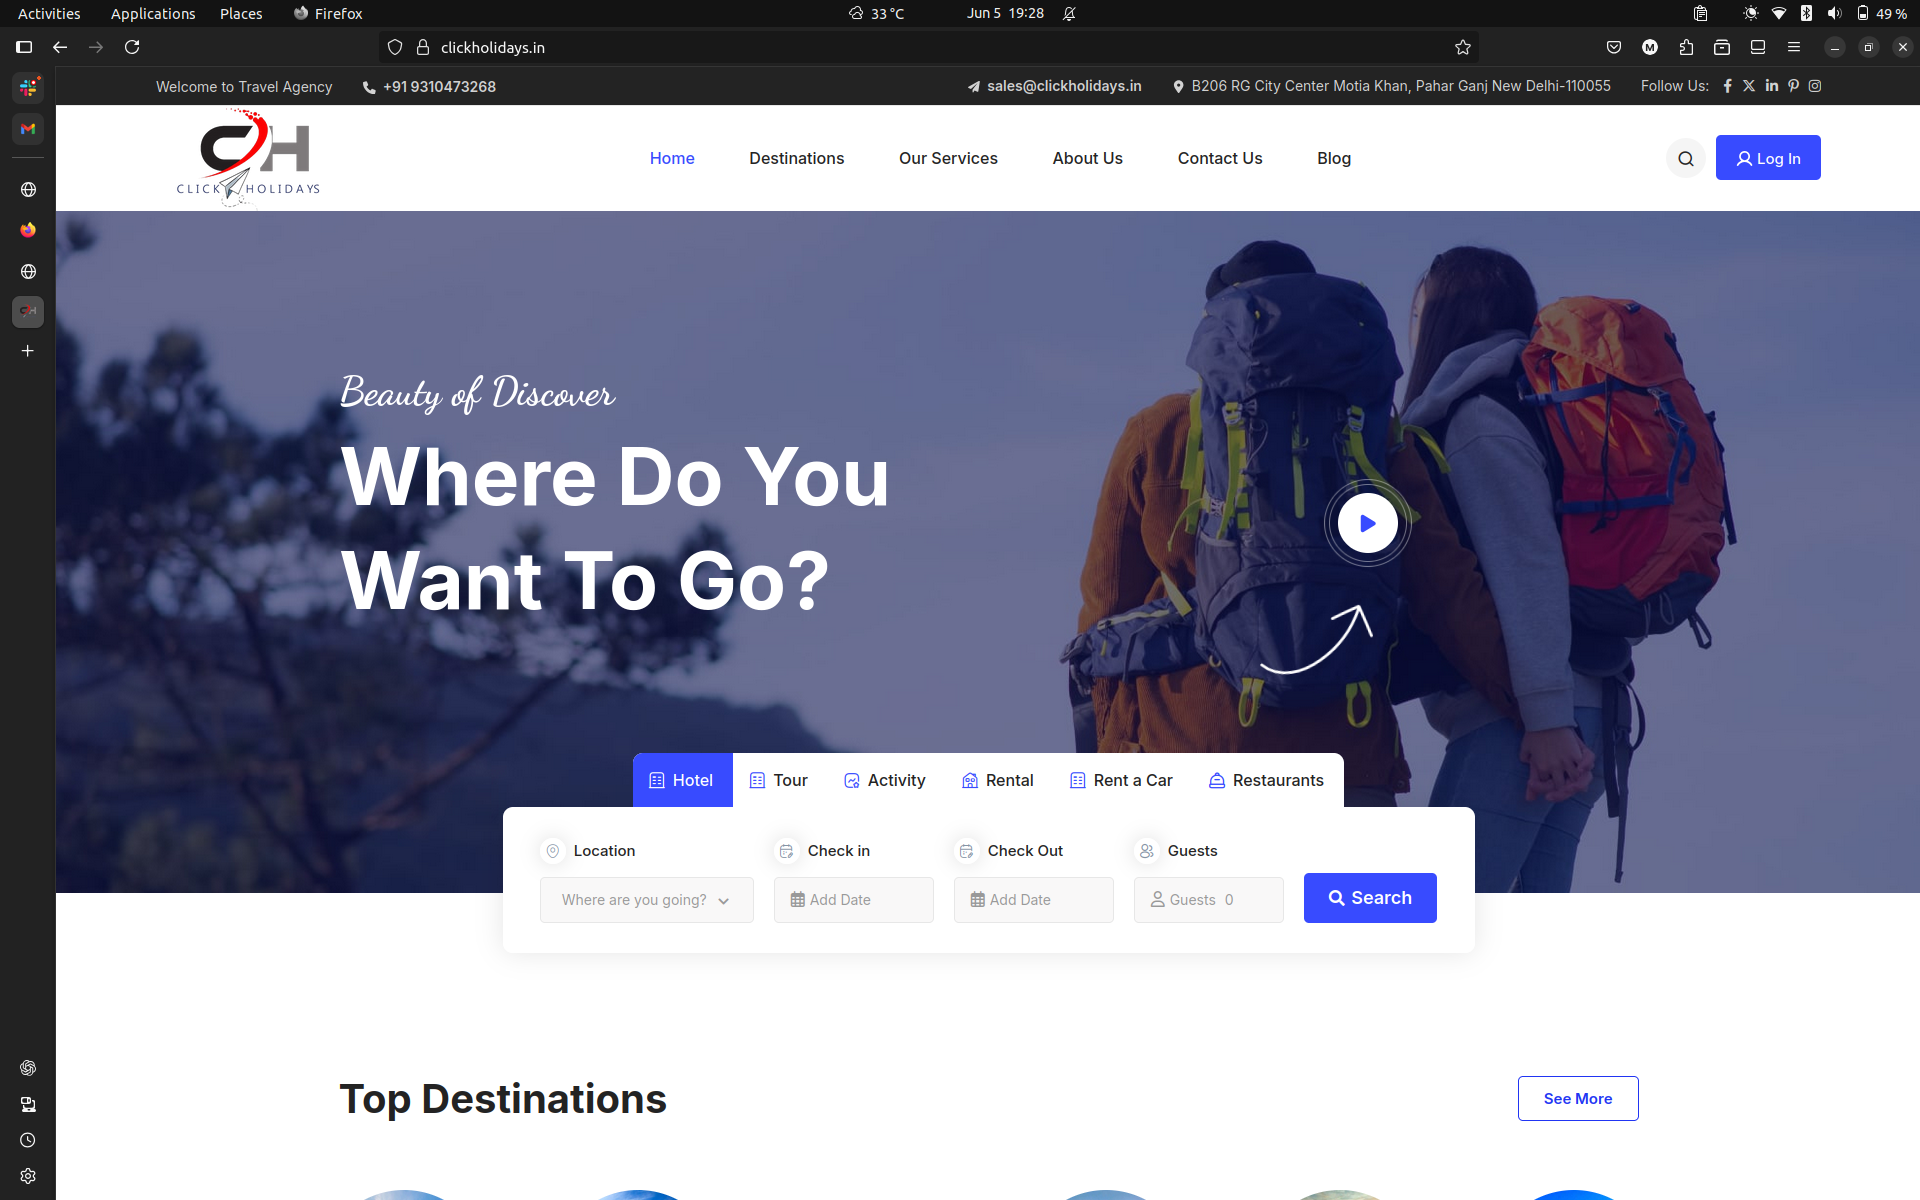 Activities Applications Places Firefox 33 °C Jun 5 19:28 49 %
clickholidays.in
Welcome to Travel Agency +91 9310473268 sales@clickholidays.in B206 RG City Center Motia Khan, Pahar Ganj New Delhi-110055 Follow Us:
CH
CLICK HOLIDAYS
Home Destinations Our Services About Us Contact Us Blog Log In
Beauty of Discover
Where Do You
Want To Go?
Hotel Tour Activity Rental Rent a Car Restaurants
Location Check in Check Out Guests
Where are you going? Add Date Add Date Guests 0 Search
Top Destinations See More